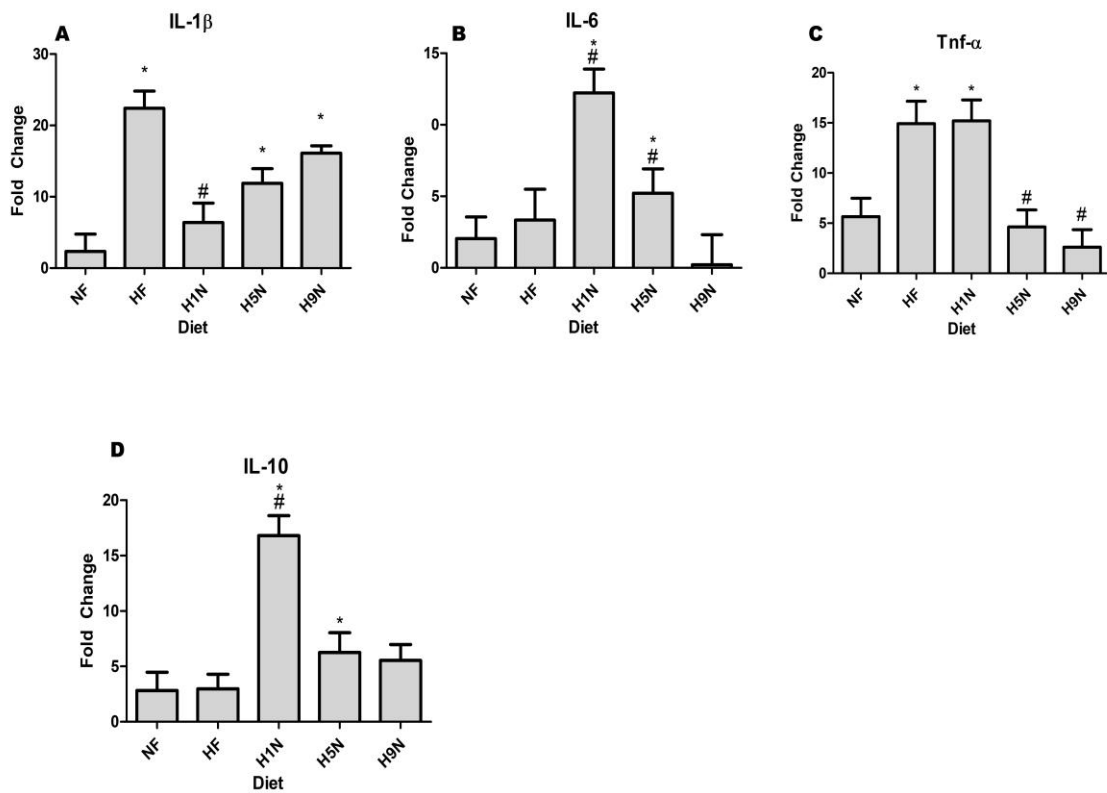 A
IL-1β
Fold Change
30
20
10
0
*
#
*
*
NF
HF
H1N
H5N
H9N
Diet
B
IL-6
Fold Change
15
0
5
0
*
#
*
#
NF
HF
H1N
H5N
H9N
Diet
C
Tnf-α
Fold Change
20
15
10
5
0
*
*
#
#
NF
HF
H1N
H5N
H9N
Diet
D
IL-10
Fold Change
20
15
10
5
0
*
#
*
NF
HF
H1N
H5N
H9N
Diet